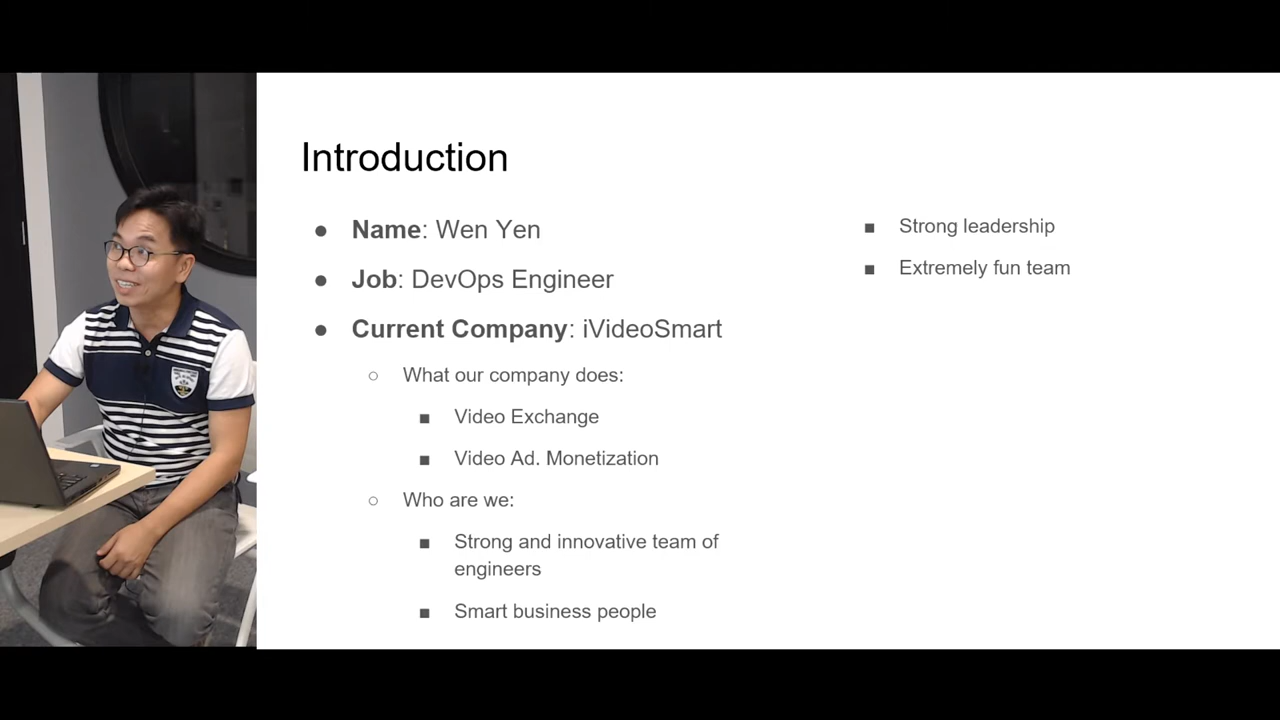 Introduction
● Name: Wen Yen
● Job: DevOps Engineer
● Current Company: iVideoSmart
○ What our company does:
■ Video Exchange
■ Video Ad. Monetization
○ Who are we:
■ Strong and innovative team of
engineers
■ Smart business people
■ Strong leadership
■ Extremely fun team